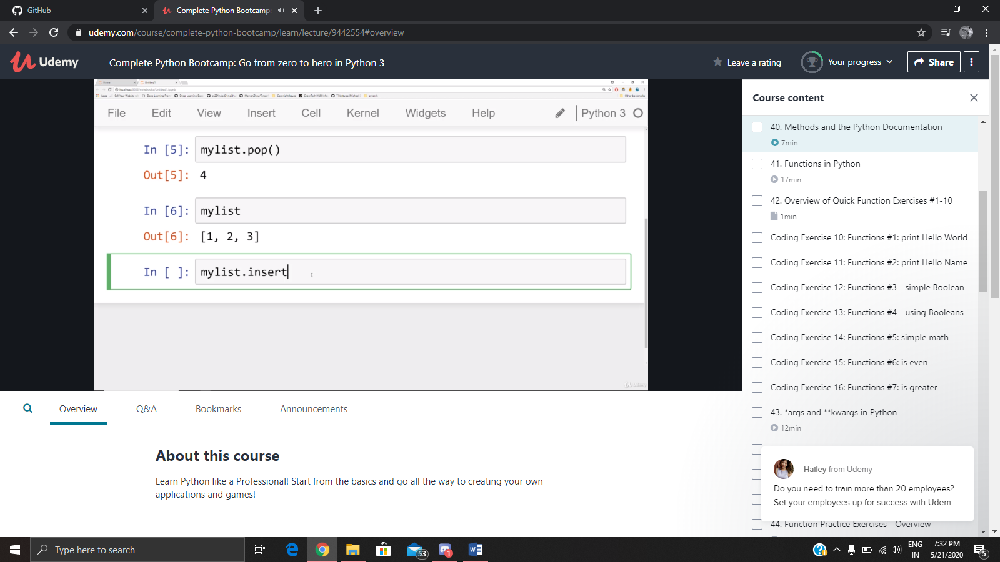 GitHub
Complete Python Bootcamp:
udemy.com/course/complete-python-bootcamp/learn/lecture/9442554#overview
Udemy
Complete Python Bootcamp: Go from zero to hero in Python 3
Leave a rating
Your progress
Share
File Edit View Insert Cell Kernel Widgets Help Python 3
In [5]: mylist.pop()
Out[5]: 4
In [6]: mylist
Out[6]: [1, 2, 3]
In [ ]: mylist.insert
Udemy
Overview Q&A Bookmarks Announcements
About this course
Learn Python like a Professional! Start from the basics and go all the way to creating your own
applications and games!
Course content
40. Methods and the Python Documentation
7min
41. Functions in Python
17min
42. Overview of Quick Function Exercises #1-10
1min
Coding Exercise 10: Functions #1: print Hello World
Coding Exercise 11: Functions #2: print Hello Name
Coding Exercise 12: Functions #3 - simple Boolean
Coding Exercise 13: Functions #4 - using Booleans
Coding Exercise 14: Functions #5: simple math
Coding Exercise 15: Functions #6: is even
Coding Exercise 16: Functions #7: is greater
43. *args and **kwargs in Python
12min
Hailey from Udemy
Do you need to train more than 20 employees?
Set your employees up for success with Udem...
44. Function Practice Exercises - Overview
Type here to search
53
1
ENG
IN
7:32 PM
5/21/2020
5